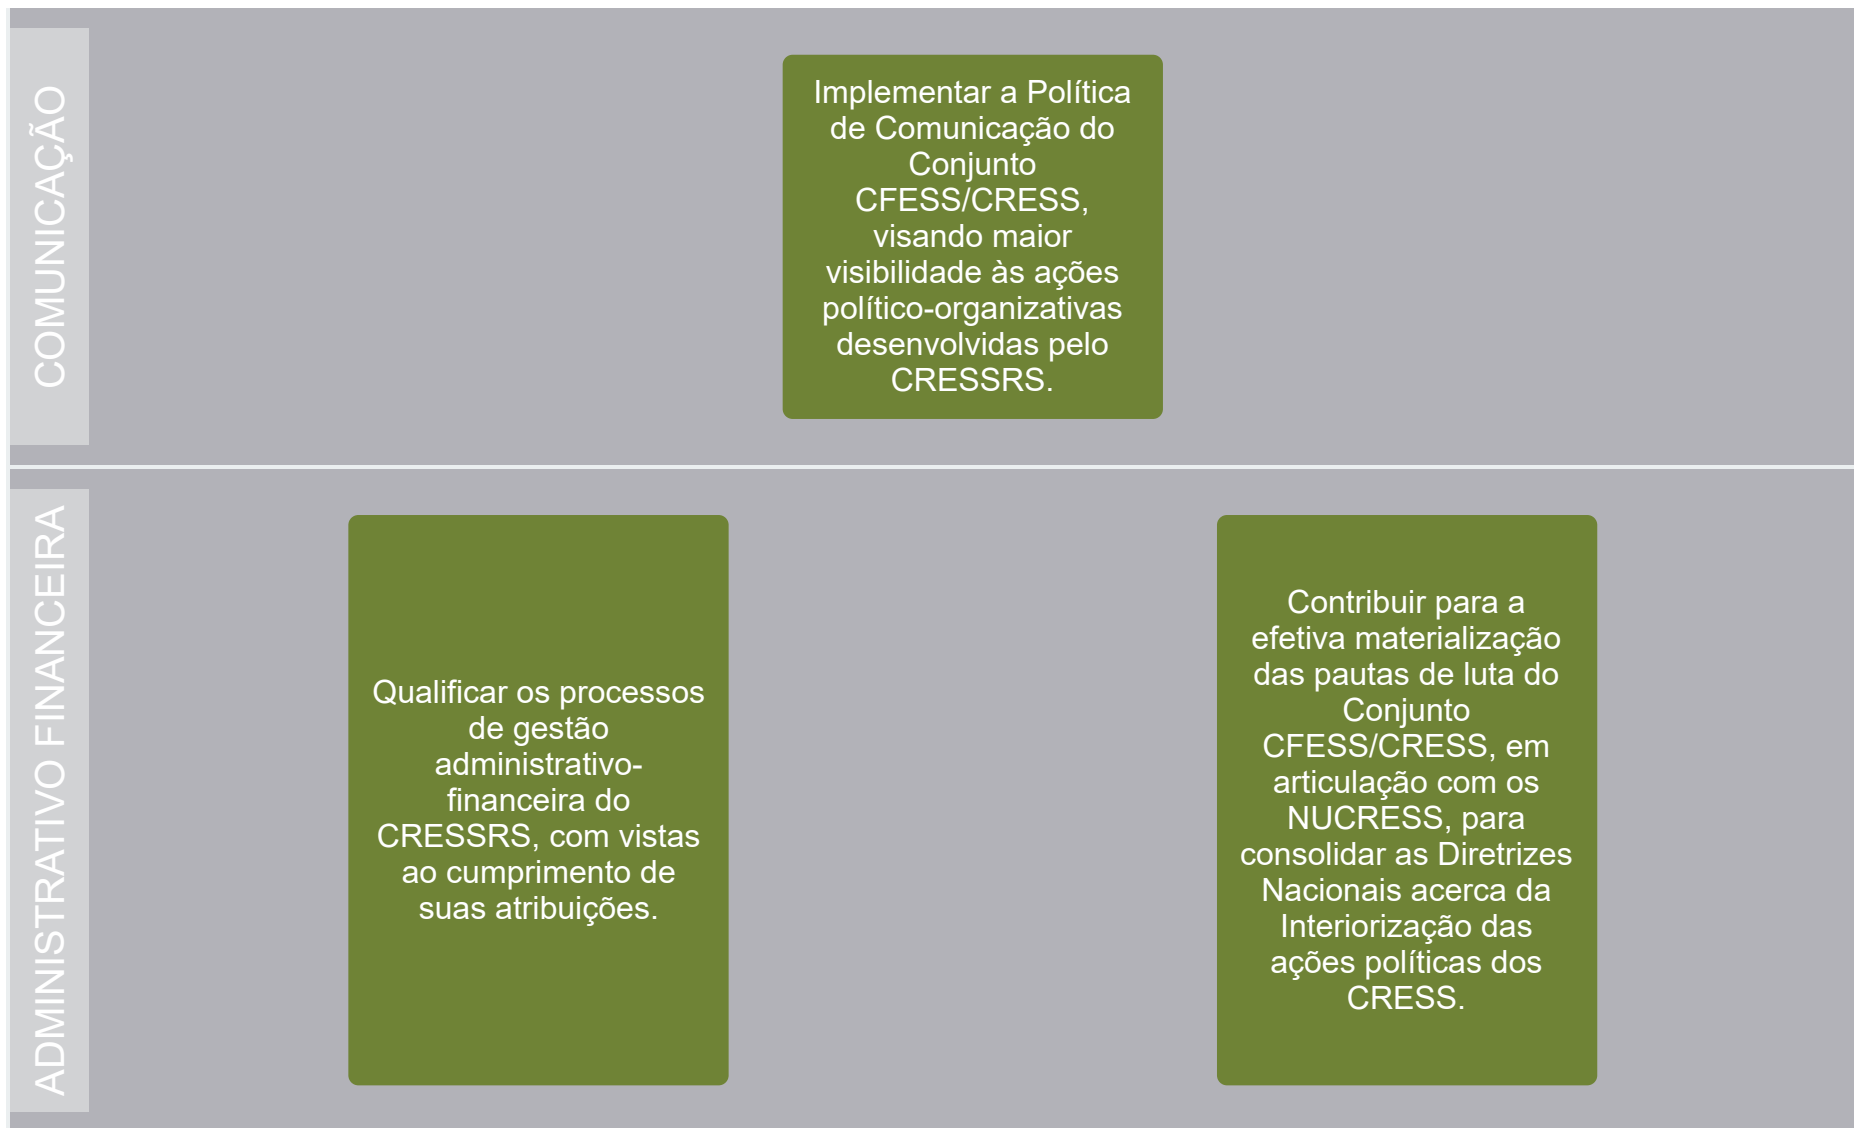 COMUNICAÇÃO
Implementar a Política
de Comunicação do
Conjunto
CFESS/CRESS,
visando maior
visibilidade às ações
político-organizativas
desenvolvidas pelo
CRESSRS.
ADMINISTRATIVO FINANCEIRA
Qualificar os processos
de gestão
administrativo-
financeira do
CRESSRS, com vistas
ao cumprimento de
suas atribuições.
Contribuir para a
efetiva materialização
das pautas de luta do
Conjunto
CFESS/CRESS, em
articulação com os
NUCRESS, para
consolidar as Diretrizes
Nacionais acerca da
Interiorização das
ações políticas dos
CRESS.